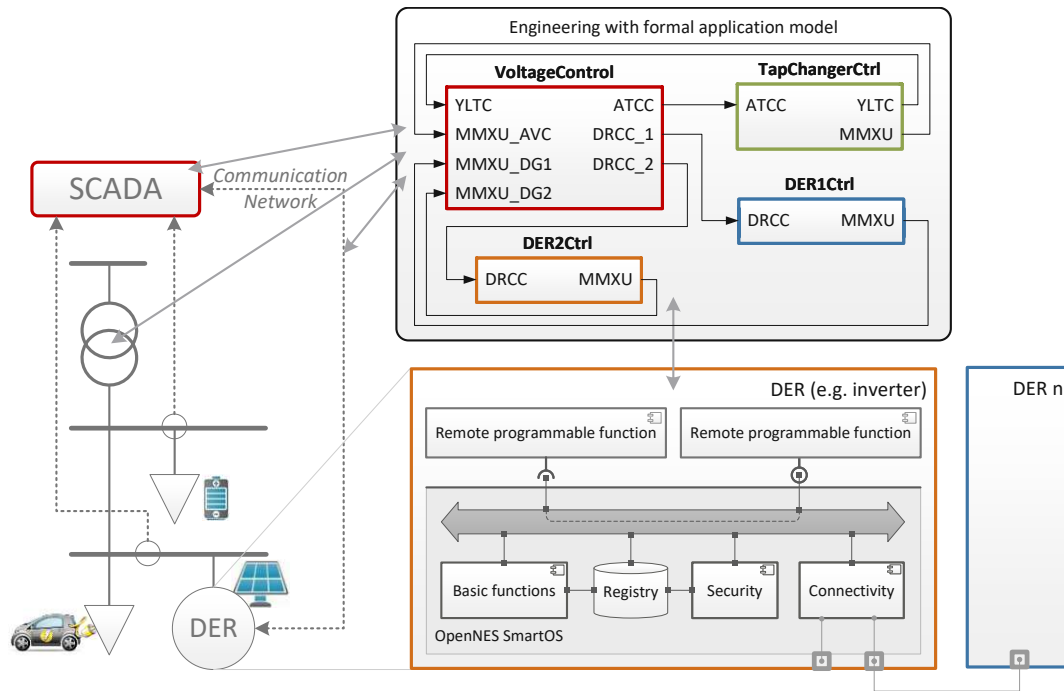 Engineering with formal application model
VoltageControl
TapChangerCtrl
YLTC
ATCC
ATCC
YLTC
MMXU_AVC
DRCC_1
MMXU
MMXU_DG1
DRCC_2
MMXU_DG2
DER1Ctrl
DRCC
MMXU
DER2Ctrl
DRCC
MMXU
SCADA
Communication
Network
DER (e.g. inverter)
DER n
Remote programmable function
Remote programmable function
Basic functions
Registry
Security
Connectivity
OpenNES SmartOS
DER